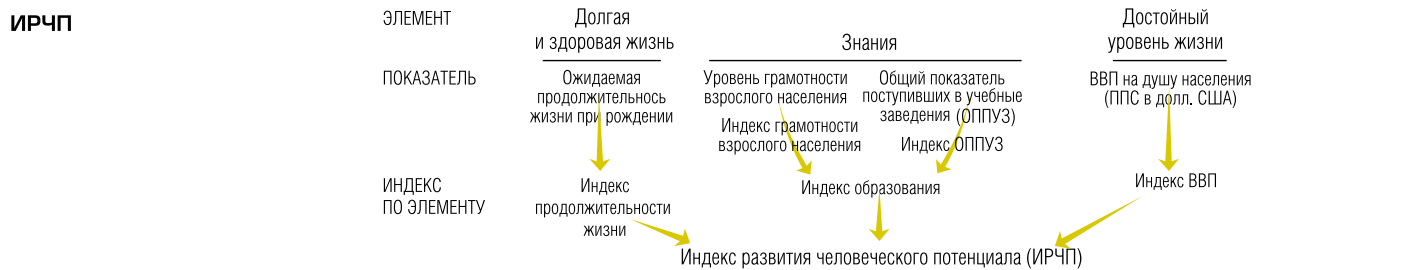 ИРЧП
ЭЛЕМЕНТ
Долгая
и здоровая жизнь
Знания
Достойный
уровень жизни
ПОКАЗАТЕЛЬ
Ожидаемая
продолжительнось
жизни при рождении
Уровень грамотности
взрослого населения
Индекс грамотности
взрослого населения
Общий показатель
поступивших в учебные
заведения (ОППУЗ)
Индекс ОППУЗ
ВВП на душу населения
(ППС в долл. США)
ИНДЕКС
ПО ЭЛЕМЕНТУ
Индекс
продолжительности
жизни
Индекс образования
Индекс ВВП
Индекс развития человеческого потенциала (ИРЧП)